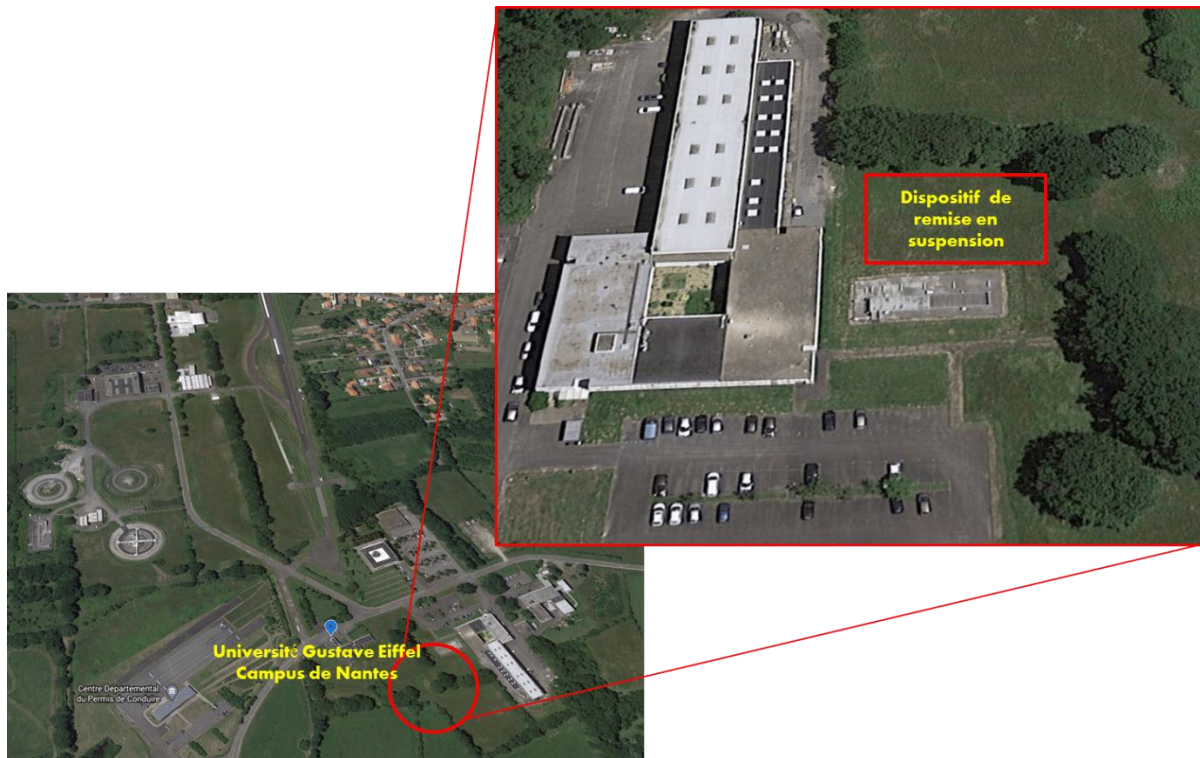 Dispositif de
remise en
suspension
Université Gustave Eiffel
Campus de Nantes
Centre Départemental
du Permis de Conduire